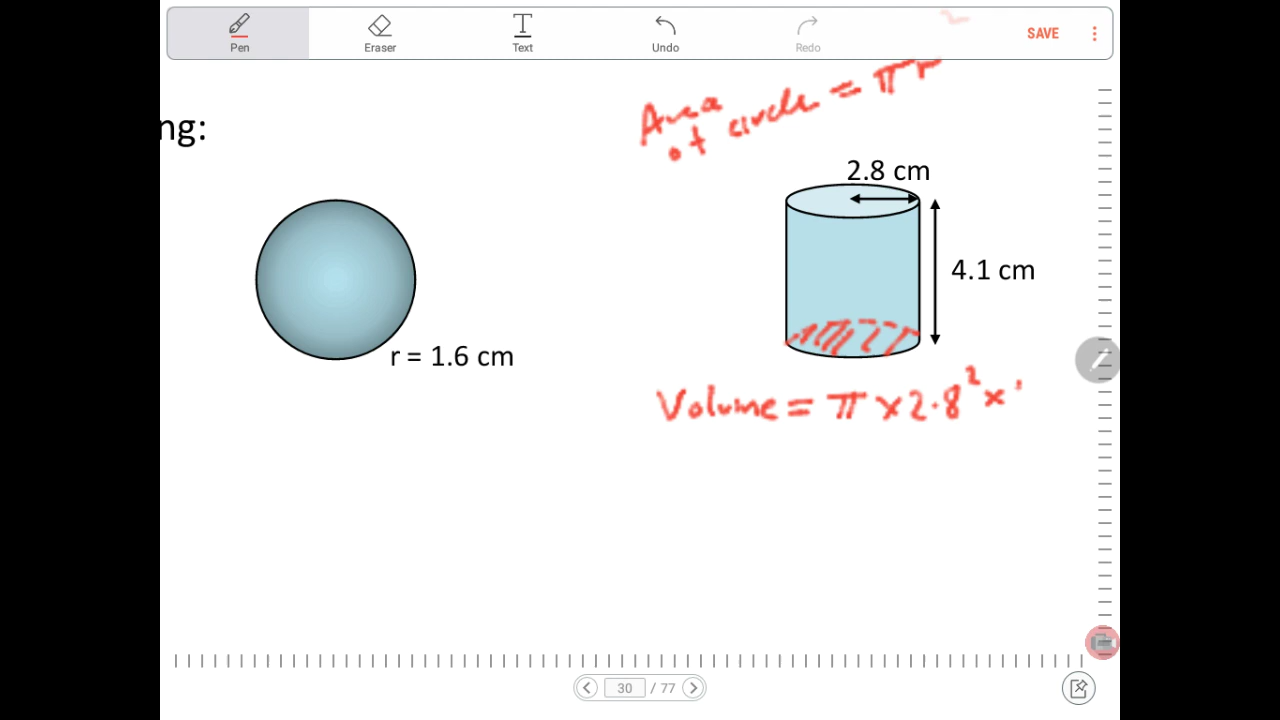 Pen Eraser Text Undo Redo SAVE
Area of circle = πr²
ng:
2.8 cm
4.1 cm
r = 1.6 cm
Volume = π × 2.8² ×
30 / 77